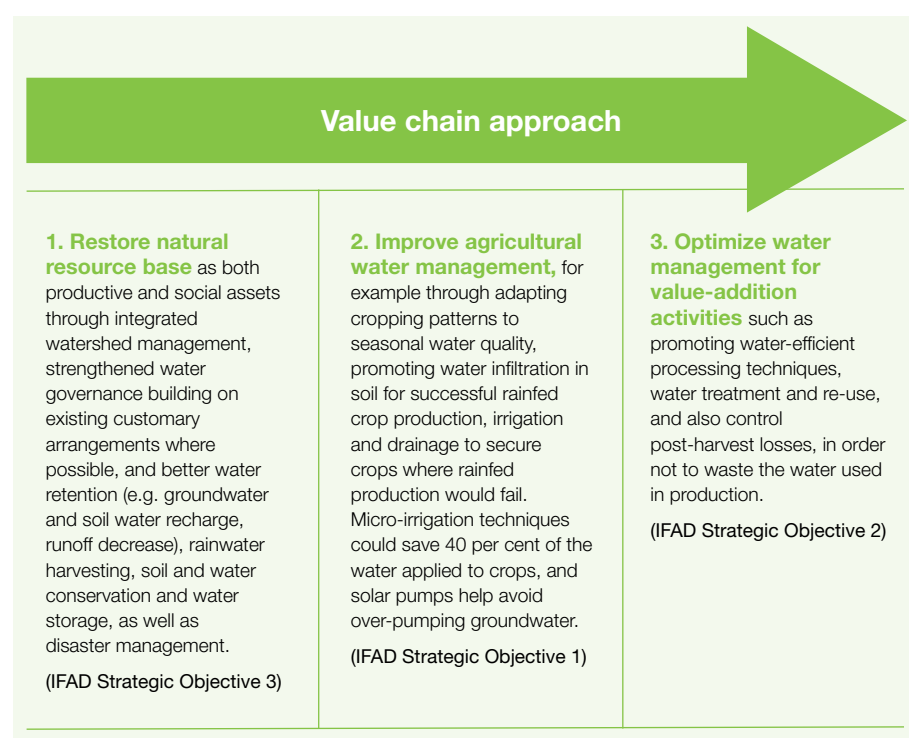 Value chain approach
1. Restore natural
resource base as both
productive and social assets
through integrated
watershed management,
strengthened water
governance building on
existing customary
arrangements where
possible, and better water
retention (e.g. groundwater
and soil water recharge,
runoff decrease), rainwater
harvesting, soil and water
conservation and water
storage, as well as
disaster management.
(IFAD Strategic Objective 3)
2. Improve agricultural
water management, for
example through adapting
cropping patterns to
seasonal water quality,
promoting water infiltration in
soil for successful rainfed
crop production, irrigation
and drainage to secure
crops where rainfed
production would fail.
Micro-irrigation techniques
could save 40 per cent of the
water applied to crops, and
solar pumps help avoid
over-pumping groundwater.
(IFAD Strategic Objective 1)
3. Optimize water
management for
value-addition
activities such as
promoting water-efficient
processing techniques,
water treatment and re-use,
and also control
post-harvest losses, in order
not to waste the water used
in production.
(IFAD Strategic Objective 2)